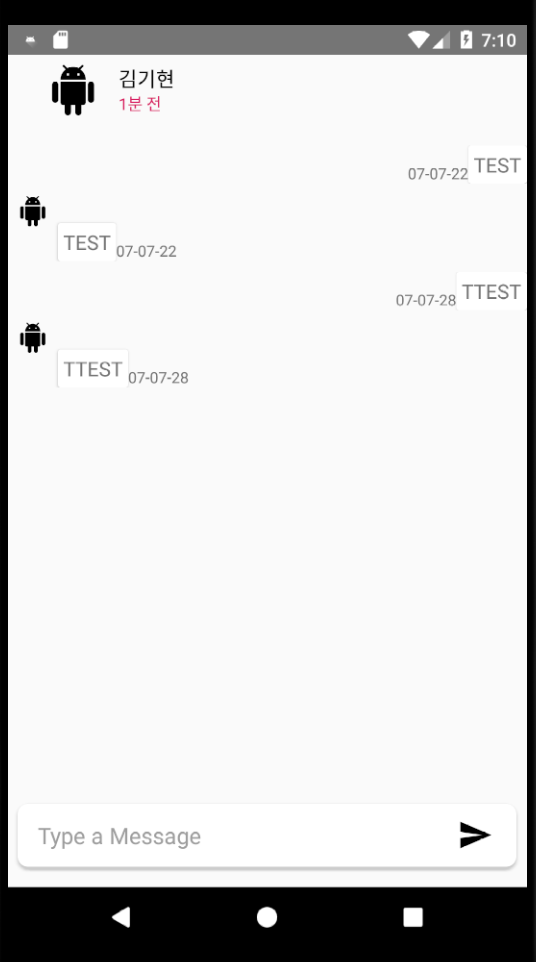 7:10
김기현
1분 전
07-07-22 TEST
TEST 07-07-22
07-07-28 TTEST
TTEST 07-07-28
Type a Message